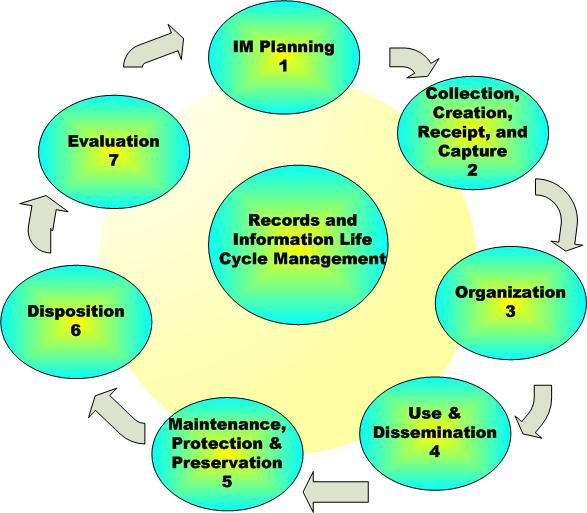 IM Planning
1
Collection,
Creation,
Receipt, and
Capture
2
Organization
3
Use &
Dissemination
4
Maintenance,
Protection &
Preservation
5
Disposition
6
Evaluation
7
Records and
Information Life
Cycle Management